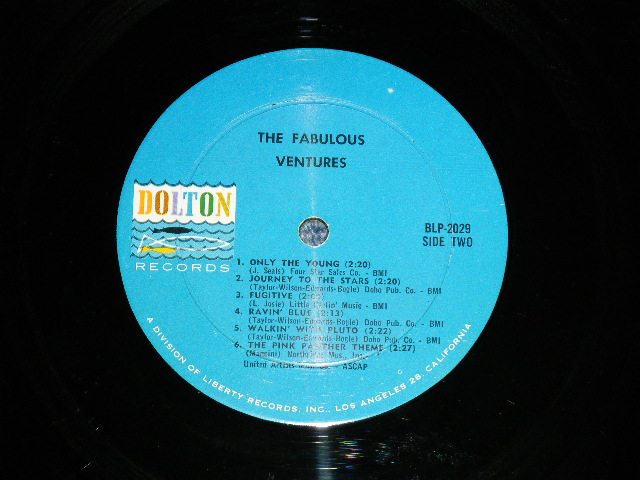 THE FABULOUS
VENTURES
DOLTON
RECORDS
BLP-2029
SIDE TWO
1. ONLY THE YOUNG (2:20)
(J. Seals) Four Star Sales Co. - BMI
2. JOURNEY TO THE STARS (2:20)
(Taylor-Wilson-Edwards-Bogle) Doho Pub. Co. - BMI
3. FUGITIVE
(L. Josie) Little Music - BMI
4. RAVIN' BLUE (2:13)
(Taylor-Wilson-Edwards-Bogle) Doho Pub. Co. - BMI
5. WALKIN' WITH PLUTO (2:22)
(Taylor-Wilson-Edwards-Bogle) Doho Pub. Co. - BMI
6. THE PINK PANTHER THEME (2:27)
(Mancini) Mus., Inc.
United Artists - ASCAP
A DIVISION OF LIBERTY RECORDS, INC., LOS ANGELES 28, CALIFORNIA